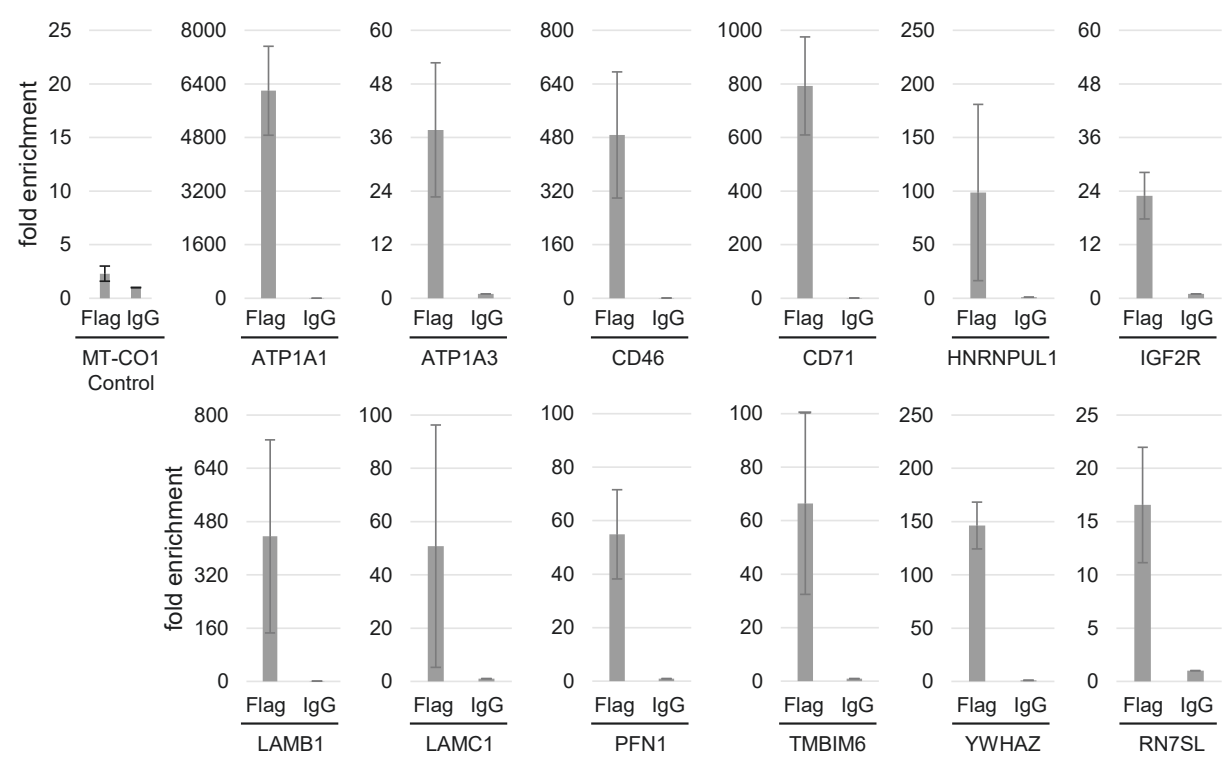 25 8000 60 800 1000 250 60
20 6400 48 640 800 200 48
15 4800 36 480 600 150 36
10 3200 24 320 400 100 24
5 1600 12 160 200 50 12
0 0 0 0 0 0 0
fold enrichment
Flag IgG Flag IgG Flag IgG Flag IgG Flag IgG Flag IgG Flag IgG
MT-CO1 ATP1A1 ATP1A3 CD46 CD71 HNRNPUL1 IGF2R
Control
800 100 100 100 250 25
640 80 80 80 200 20
480 60 60 60 150 15
320 40 40 40 100 10
160 20 20 20 50 5
0 0 0 0 0 0
fold enrichment
Flag IgG Flag IgG Flag IgG Flag IgG Flag IgG Flag IgG
LAMB1 LAMC1 PFN1 TMBIM6 YWHAZ RN7SL